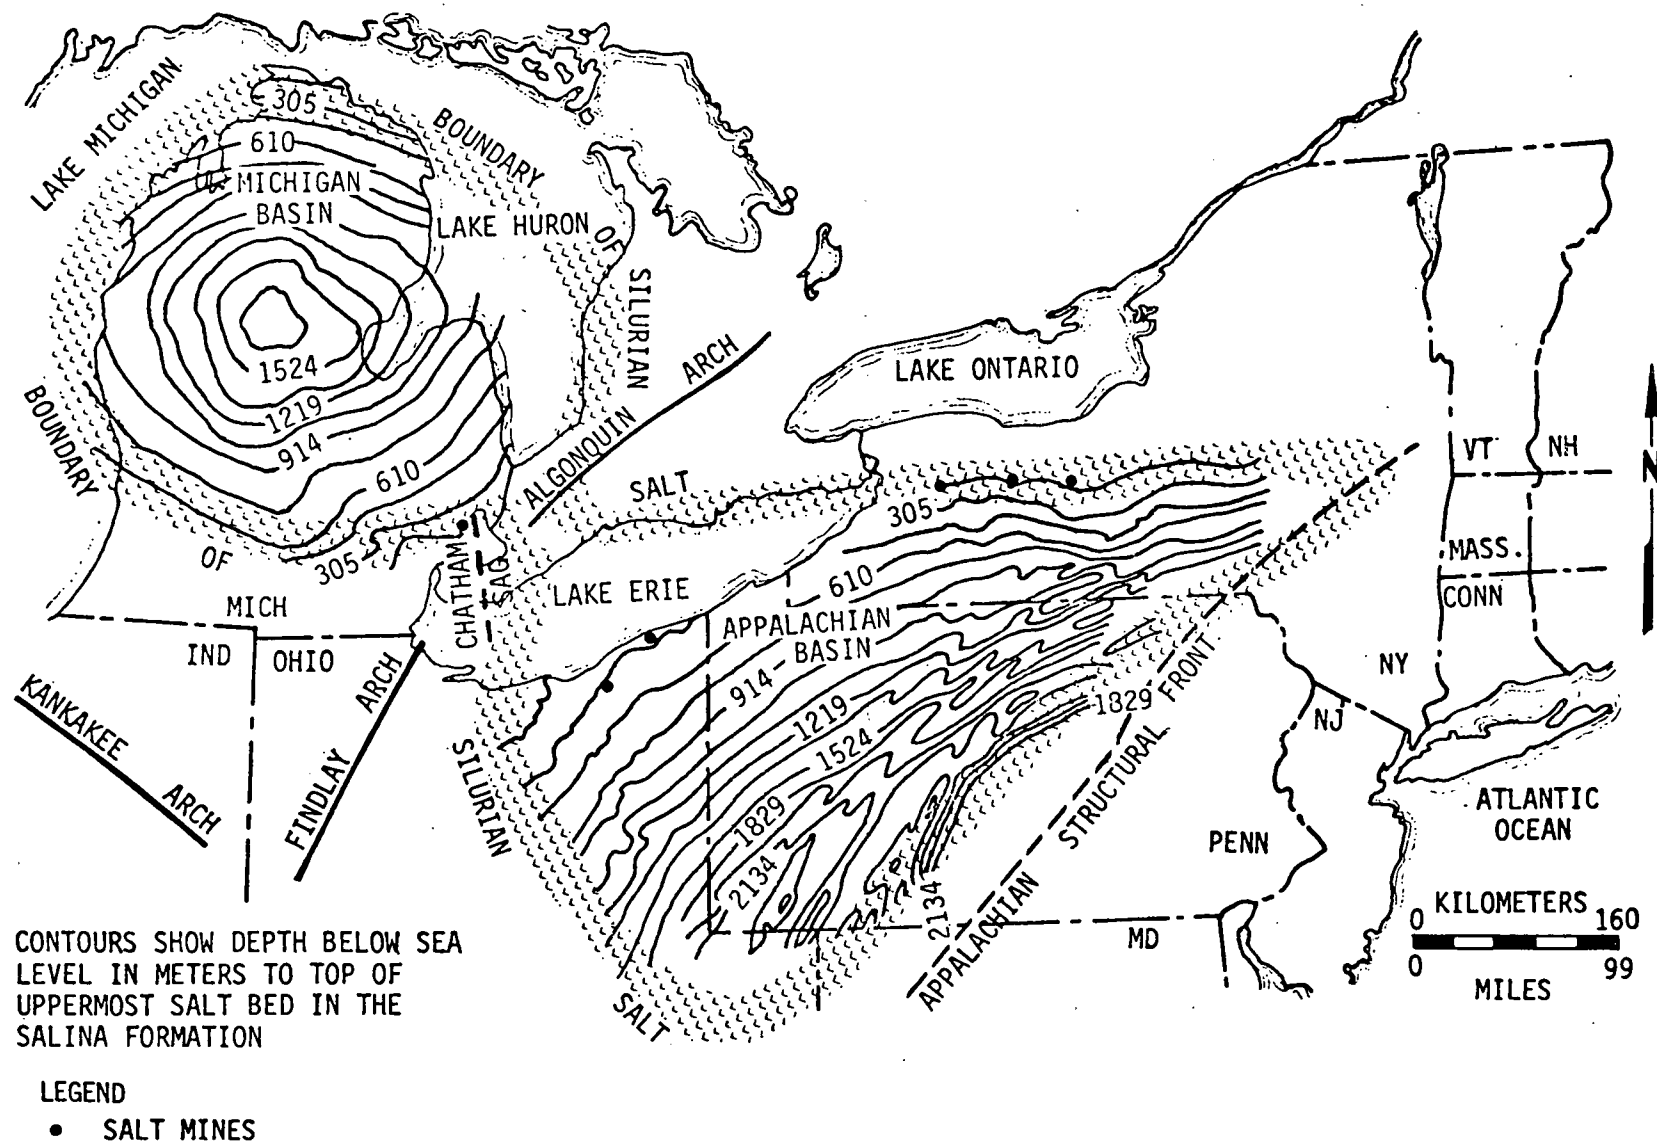 LAKE MICHIGAN
305
BOUNDARY
610
MICHIGAN
BASIN
LAKE HURON
OF
SILURIAN
1524
1219
914
610
305
BOUNDARY
OF
ALGONQUIN ARCH
SALT
LAKE ONTARIO
305
VT
NH
N
MASS.
CONN
CHATHAM
SAG
LAKE ERIE
610
MICH
IND
OHIO
APPALACHIAN
BASIN
NY
KANKAKEE ARCH
FINDLAY ARCH
914
1219
1524
1829
2134
1829
2134
SILURIAN
SALT
APPALACHIAN STRUCTURAL FRONT
NJ
PENN
MD
ATLANTIC
OCEAN
0 KILOMETERS 160
0 99
MILES
CONTOURS SHOW DEPTH BELOW SEA
LEVEL IN METERS TO TOP OF
UPPERMOST SALT BED IN THE
SALINA FORMATION
LEGEND
• SALT MINES